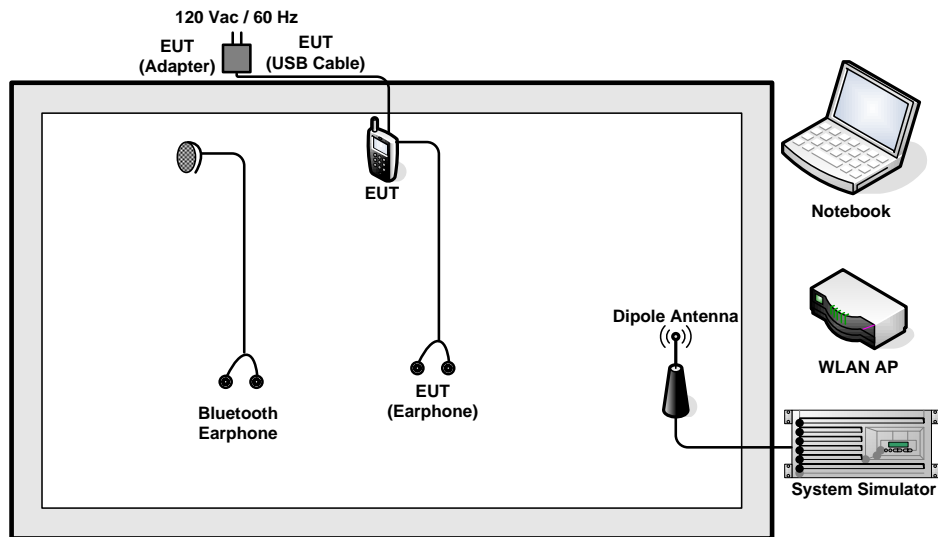 120 Vac / 60 Hz
EUT
(Adapter)
EUT
(USB Cable)
EUT
Notebook
Dipole Antenna
WLAN AP
Bluetooth
Earphone
EUT
(Earphone)
System Simulator